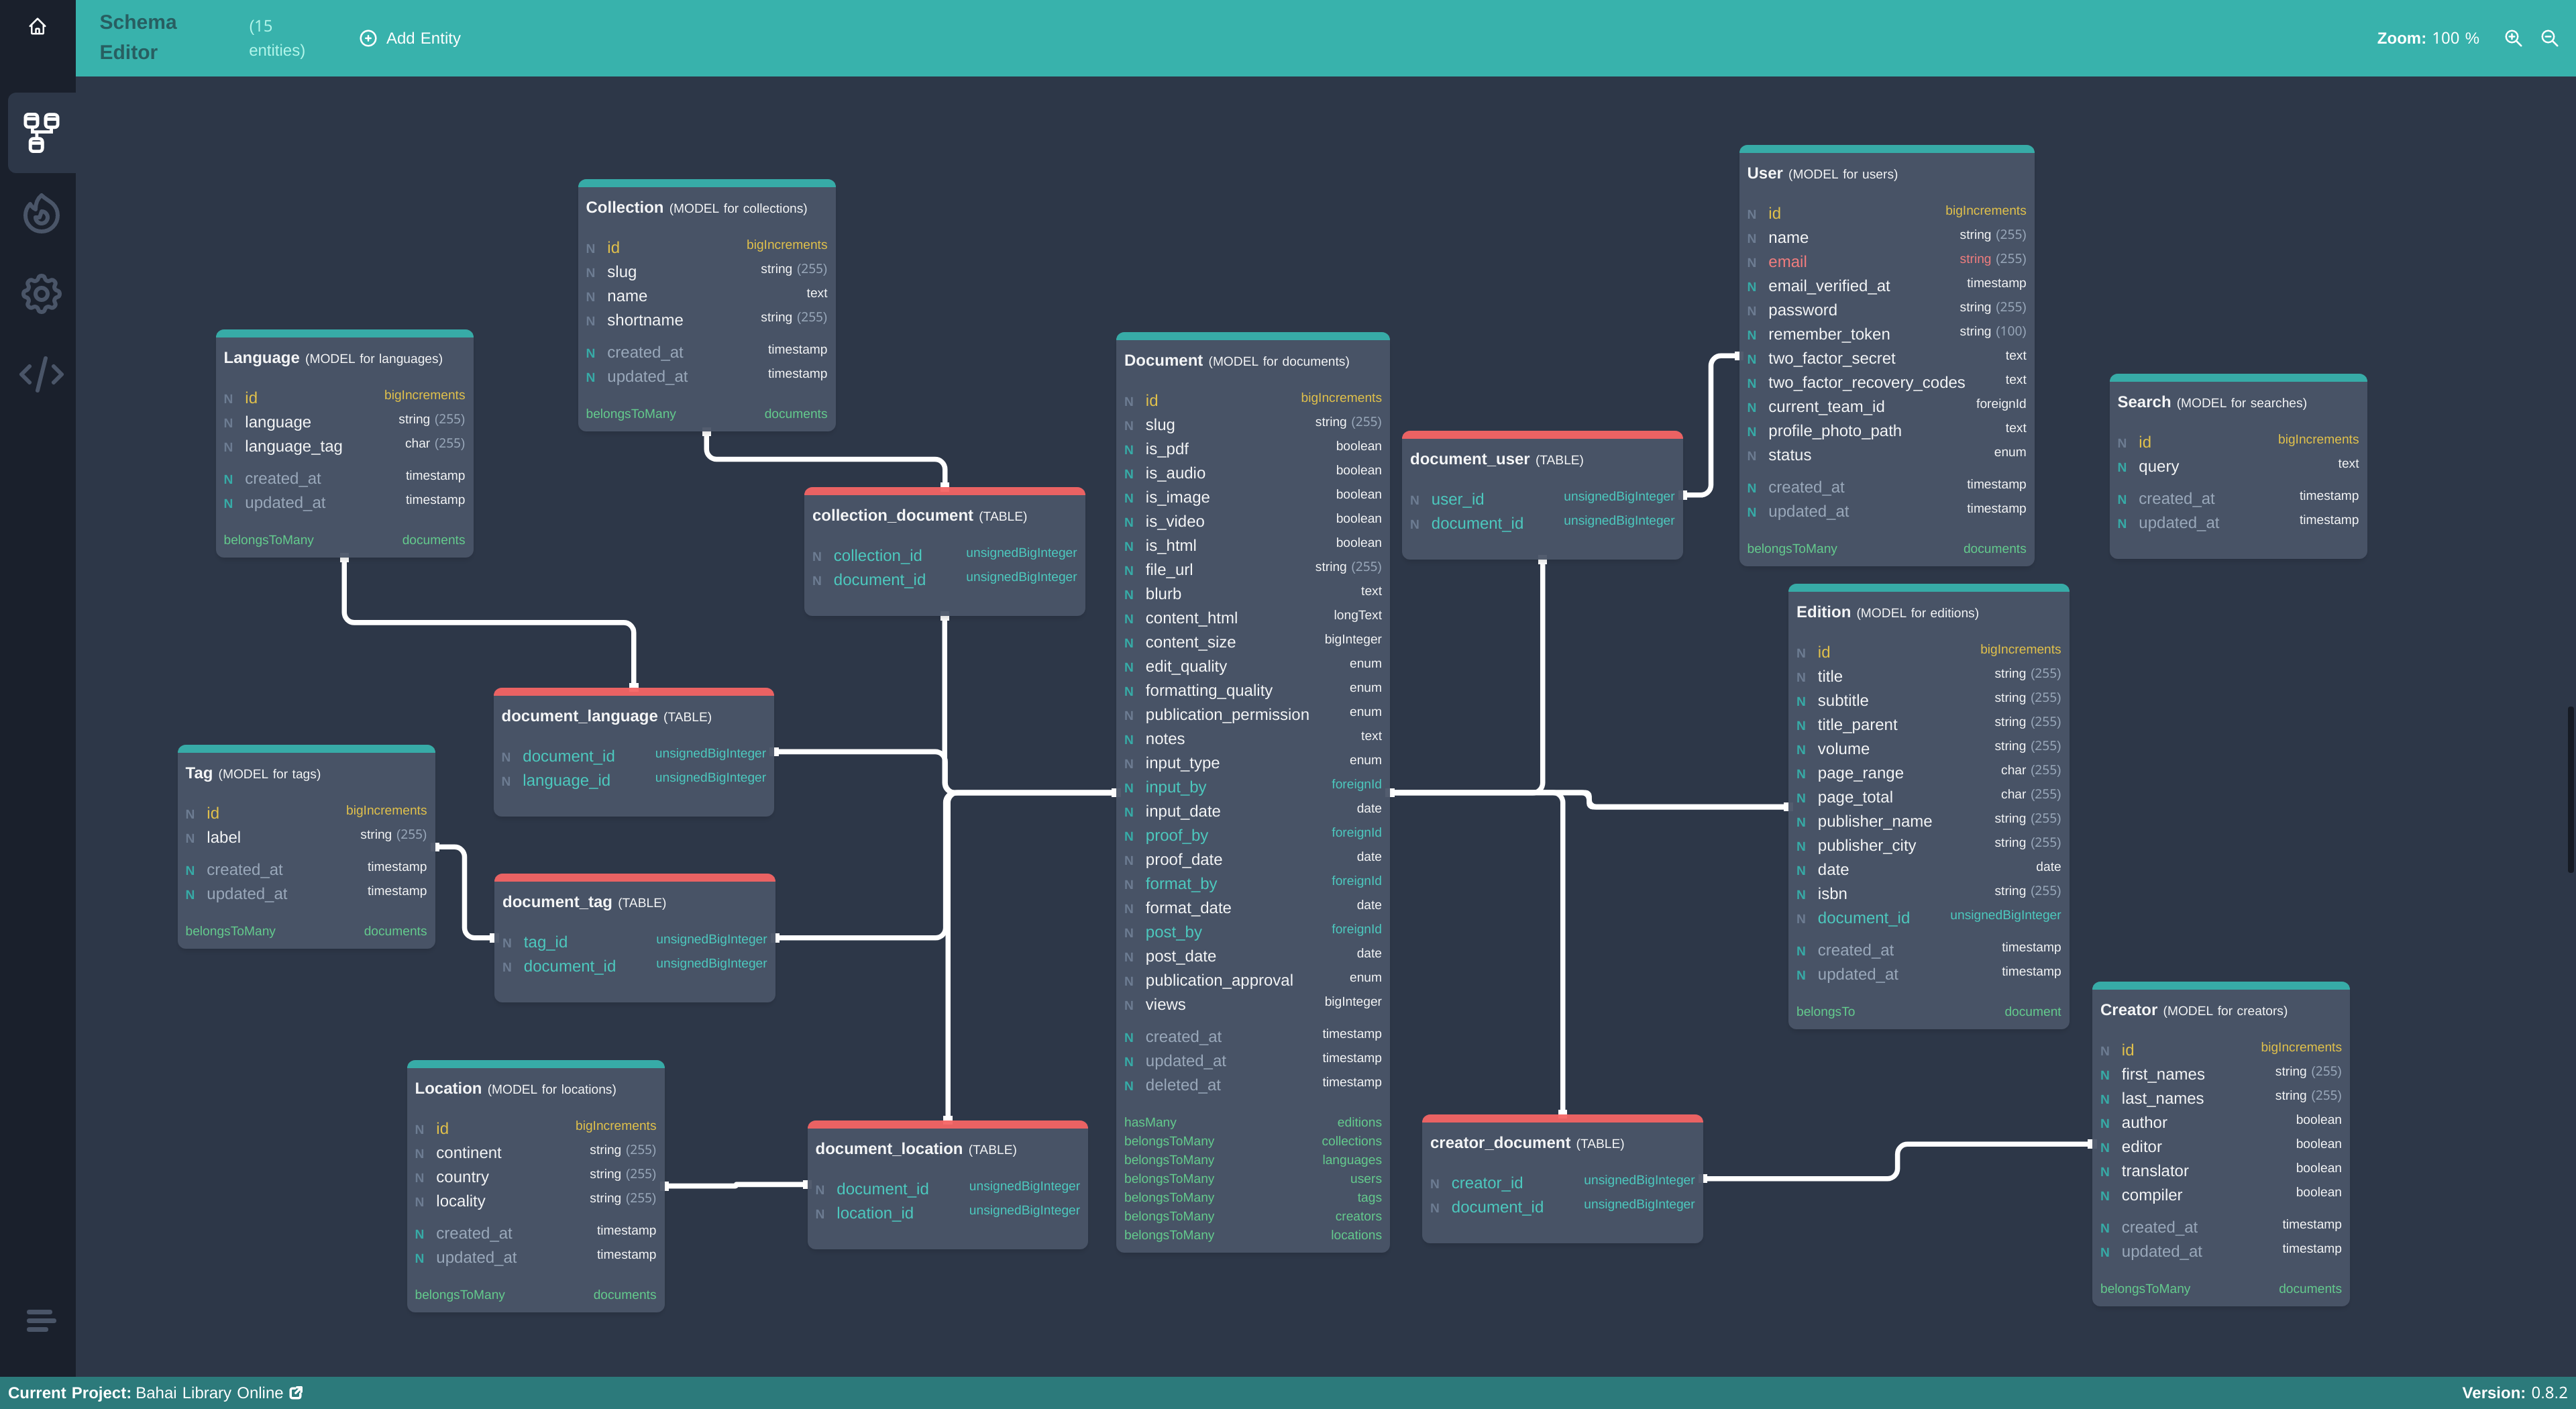 Schema
Editor
(15
entities)
Add Entity
Zoom: 100 %
Collection (MODEL for collections)
N id bigIncrements
N slug string (255)
N name text
N shortname string (255)
N created_at timestamp
N updated_at timestamp
belongsToMany documents
Language (MODEL for languages)
N id bigIncrements
N language string (255)
N language_tag char (255)
N created_at timestamp
N updated_at timestamp
belongsToMany documents
collection_document (TABLE)
N collection_id unsignedBigInteger
N document_id unsignedBigInteger
document_language (TABLE)
N document_id unsignedBigInteger
N language_id unsignedBigInteger
Tag (MODEL for tags)
N id bigIncrements
N label string (255)
N created_at timestamp
N updated_at timestamp
belongsToMany documents
document_tag (TABLE)
N tag_id unsignedBigInteger
N document_id unsignedBigInteger
Location (MODEL for locations)
N id bigIncrements
N continent string (255)
N country string (255)
N locality string (255)
N created_at timestamp
N updated_at timestamp
belongsToMany documents
document_location (TABLE)
N document_id unsignedBigInteger
N location_id unsignedBigInteger
Document (MODEL for documents)
N id bigIncrements
N slug string (255)
N is_pdf boolean
N is_audio boolean
N is_image boolean
N is_video boolean
N is_html boolean
N file_url string (255)
N blurb text
N content_html longText
N content_size bigInteger
N edit_quality enum
N formatting_quality enum
N publication_permission enum
N notes text
N input_type enum
N input_by foreignId
N input_date date
N proof_by foreignId
N proof_date date
N format_by foreignId
N format_date date
N post_by foreignId
N post_date date
N publication_approval enum
N views bigInteger
N created_at timestamp
N updated_at timestamp
N deleted_at timestamp
hasMany editions
belongsToMany collections
belongsToMany languages
belongsToMany users
belongsToMany tags
belongsToMany creators
belongsToMany locations
document_user (TABLE)
N user_id unsignedBigInteger
N document_id unsignedBigInteger
User (MODEL for users)
N id bigIncrements
N name string (255)
N email string (255)
N email_verified_at timestamp
N password string (255)
N remember_token string (100)
N two_factor_secret text
N two_factor_recovery_codes text
N current_team_id foreignId
N profile_photo_path text
N status enum
N created_at timestamp
N updated_at timestamp
belongsToMany documents
Search (MODEL for searches)
N id bigIncrements
N query text
N created_at timestamp
N updated_at timestamp
Edition (MODEL for editions)
N id bigIncrements
N title string (255)
N subtitle string (255)
N title_parent string (255)
N volume string (255)
N page_range char (255)
N page_total char (255)
N publisher_name string (255)
N publisher_city string (255)
N date date
N isbn string (255)
N document_id unsignedBigInteger
N created_at timestamp
N updated_at timestamp
belongsTo document
creator_document (TABLE)
N creator_id unsignedBigInteger
N document_id unsignedBigInteger
Creator (MODEL for creators)
N id bigIncrements
N first_names string (255)
N last_names string (255)
N author boolean
N editor boolean
N translator boolean
N compiler boolean
N created_at timestamp
N updated_at timestamp
belongsToMany documents
Current Project: Bahai Library Online
Version: 0.8.2